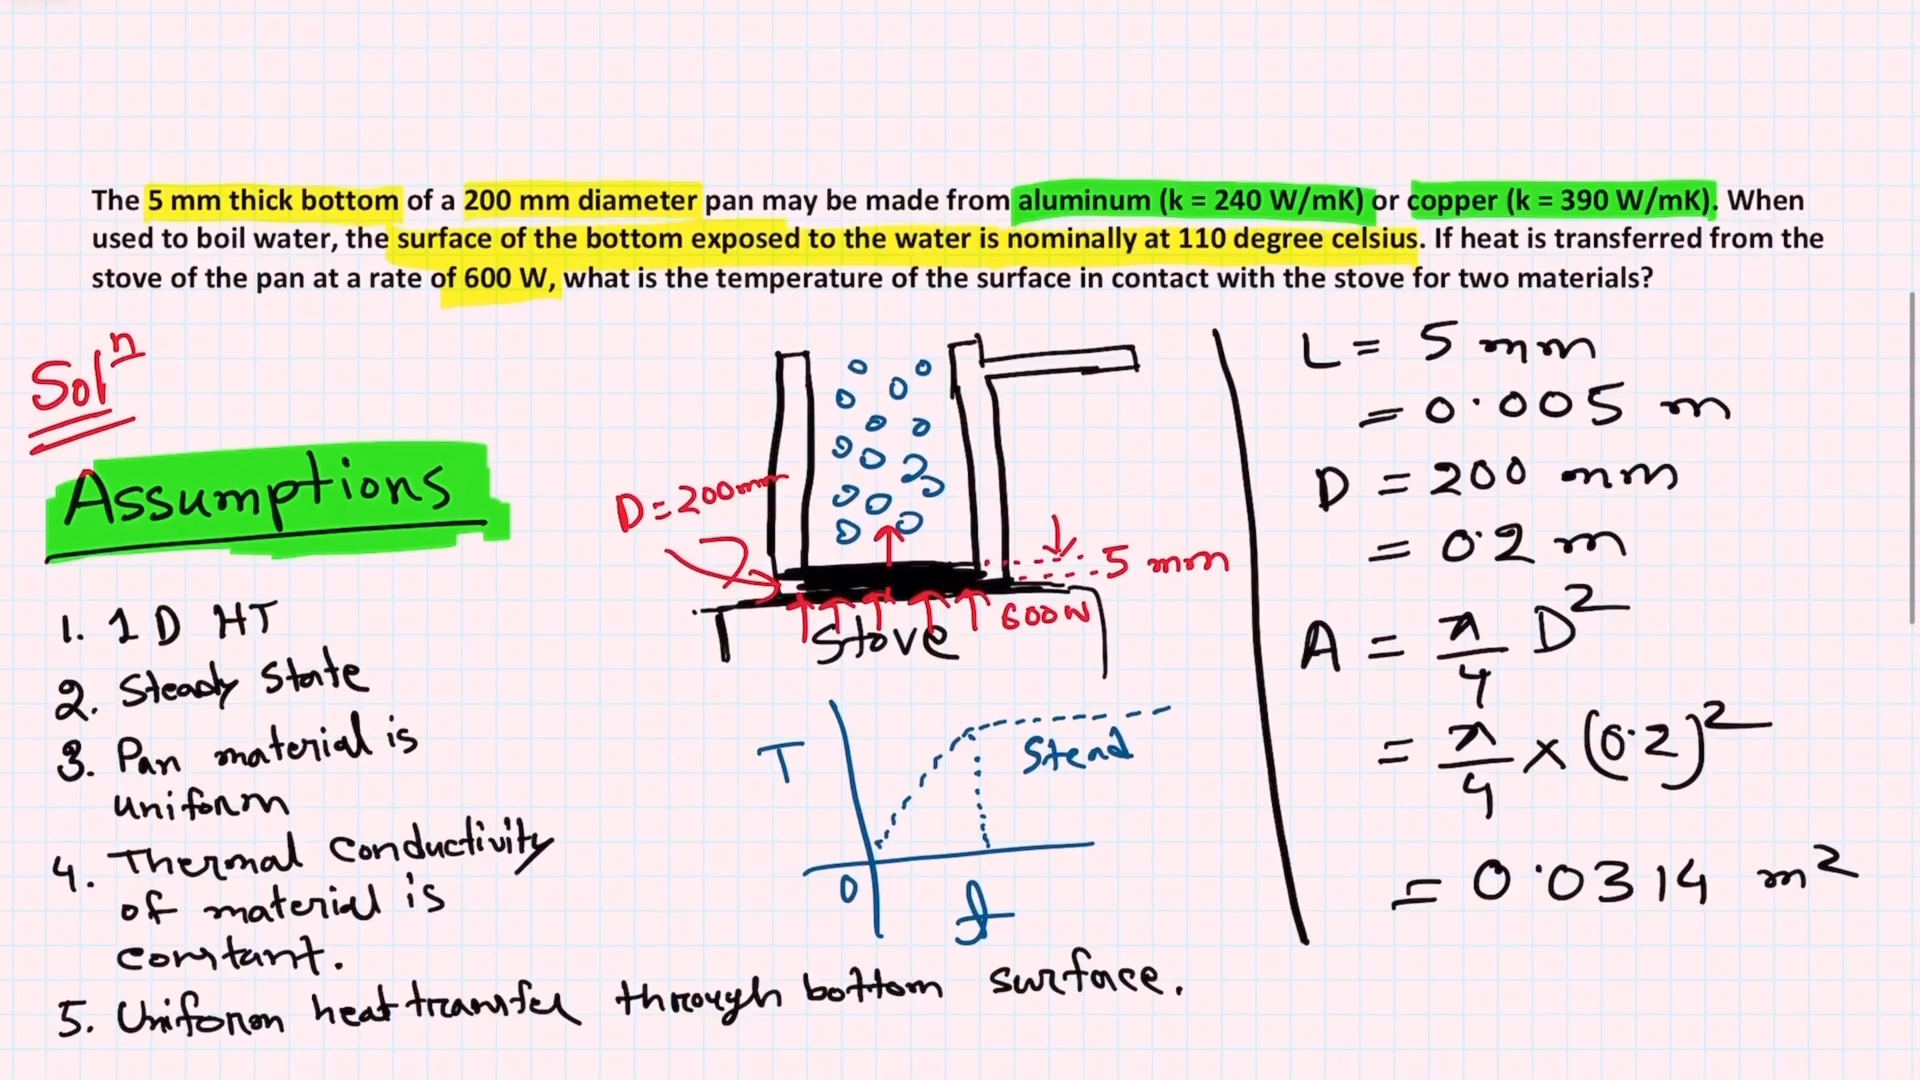 The 5 mm thick bottom of a 200 mm diameter pan may be made from aluminum (k = 240 W/mK) or copper (k = 390 W/mK). When
used to boil water, the surface of the bottom exposed to the water is nominally at 110 degree celsius. If heat is transferred from the
stove of the pan at a rate of 600 W, what is the temperature of the surface in contact with the stove for two materials?
Solⁿ
Assumptions
1. 1D HT
2. Steady State
3. Pan material is
uniform
4. Thermal conductivity
of material is
constant.
5. Uniform heat transfer through bottom surface.
D = 200mm
5 mm
600W
Stove
T
Stead
0
t
L = 5 mm
= 0.005 m
D = 200 mm
= 0.2 m
A = π/4 D²
= π/4 × (0.2)²
= 0.0314 m²